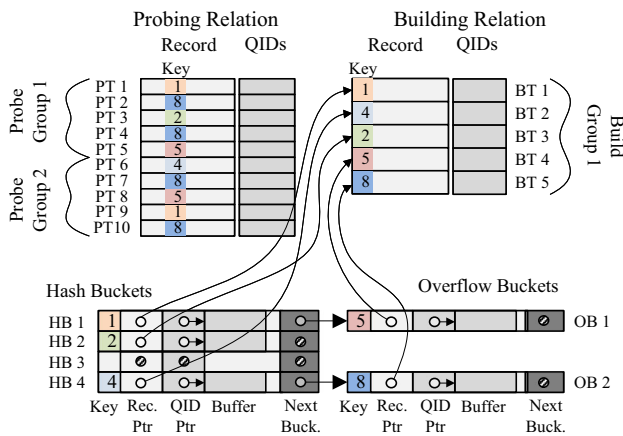 Probing Relation
Building Relation
Record QIDs
Record QIDs
Key
Key
Probe Group 1
Probe Group 2
PT 1 1
PT 2 8
PT 3 2
PT 4 8
PT 5 5
PT 6 4
PT 7 8
PT 8 5
PT 9 1
PT10 8
1 BT 1
4 BT 2
2 BT 3
5 BT 4
8 BT 5
Build Group 1
Hash Buckets
Overflow Buckets
HB 1 1
HB 2 2
HB 3
HB 4 4
5 OB 1
8 OB 2
Key Rec. Ptr QID Ptr Buffer Next Buck.
Key Rec. Ptr QID Ptr Buffer Next Buck.